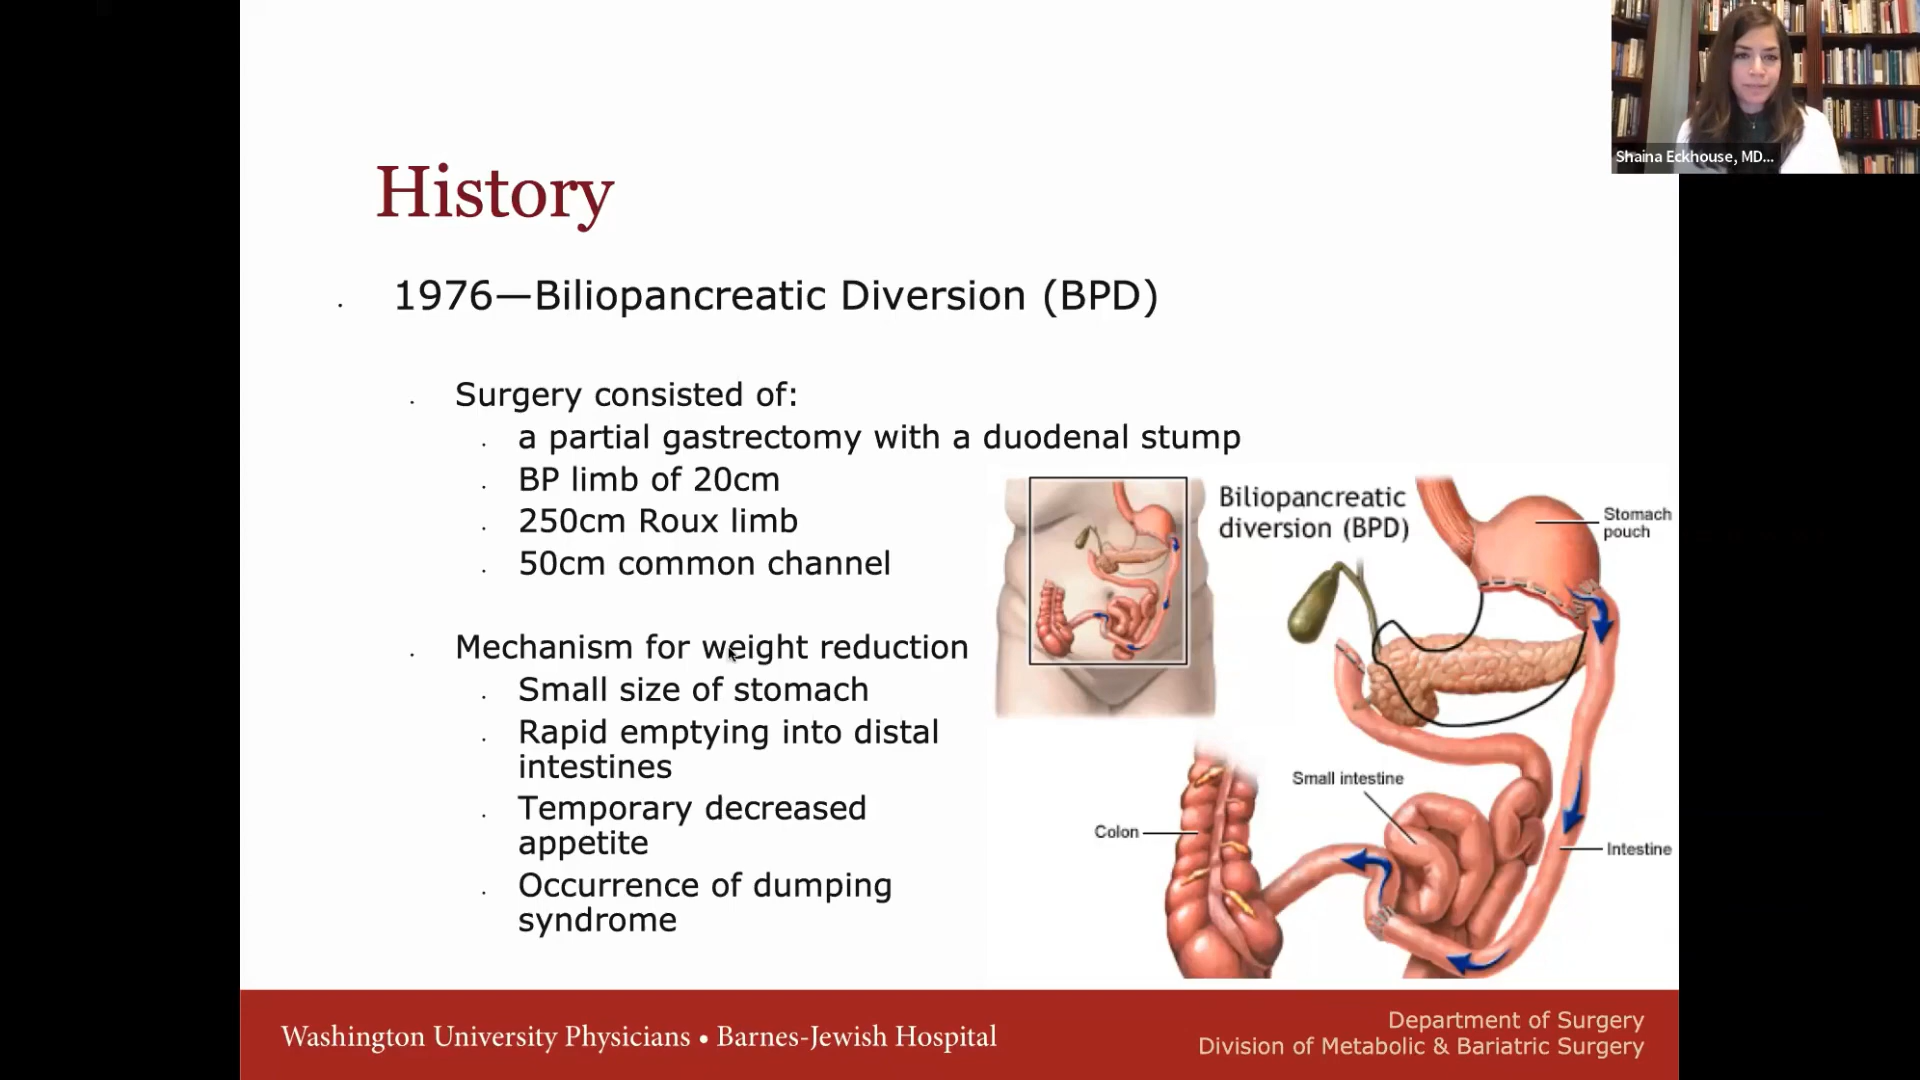 Shaina Eckhouse, MD...
History
1976—Biliopancreatic Diversion (BPD)
Surgery consisted of:
a partial gastrectomy with a duodenal stump
BP limb of 20cm
250cm Roux limb
50cm common channel
Mechanism for weight reduction
Small size of stomach
Rapid emptying into distal
intestines
Temporary decreased
appetite
Occurrence of dumping
syndrome
Biliopancreatic
diversion (BPD)
Stomach
pouch
Small intestine
Colon
Intestine
Washington University Physicians • Barnes-Jewish Hospital
Department of Surgery
Division of Metabolic & Bariatric Surgery